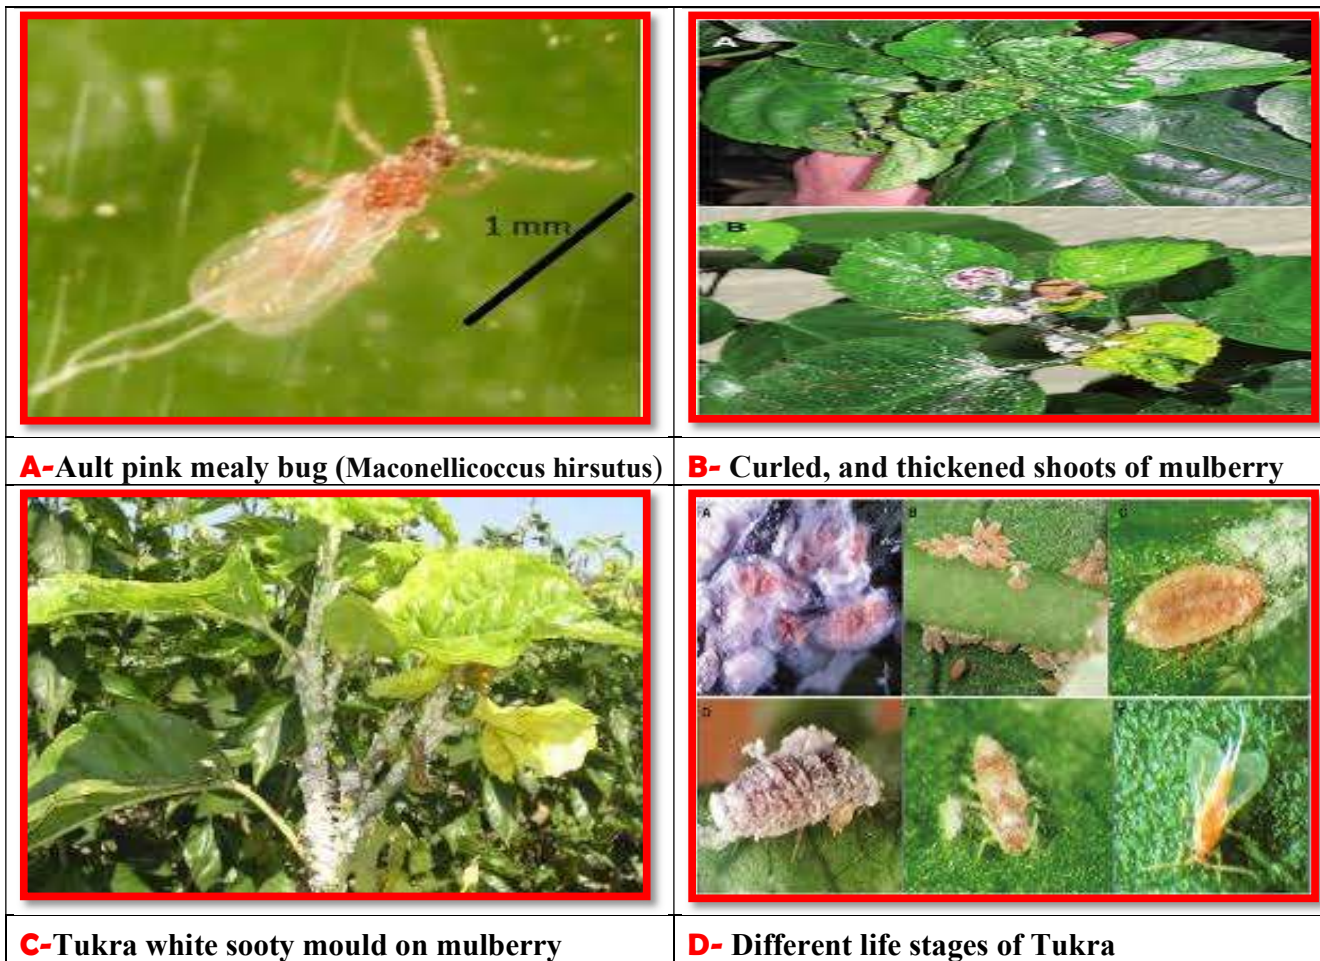 1 mm
A
B
A-Ault pink mealy bug (Maconellicoccus hirsutus)
B- Curled, and thickened shoots of mulberry
A
B
C
D
E
F
C-Tukra white sooty mould on mulberry
D- Different life stages of Tukra